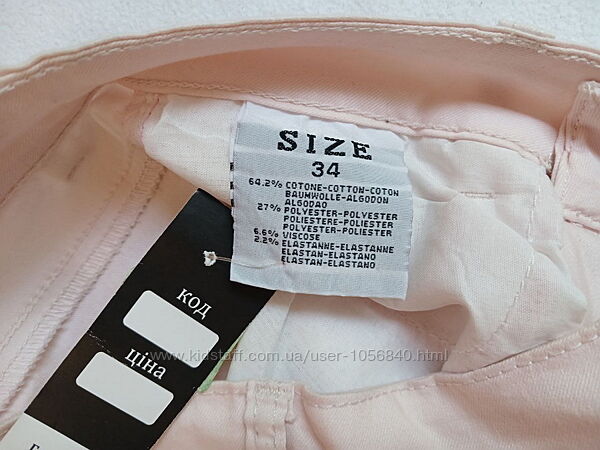 SIZE
34
64.2% COTONE-COTTON-COTON
BAUMWOLLE-ALGODON
ALGODAO
27% POLYESTER-POLYESTER
POLIESTERE-POLIESTER
POLYESTER-POLIESTER
6.6% VISCOSE
2.2% ELASTANNE-ELASTANNE
ELASTAN-ELASTANO
ELASTAN-ELASTANO
код
ціна
www.kidstaff.com.ua/user-1056840.html